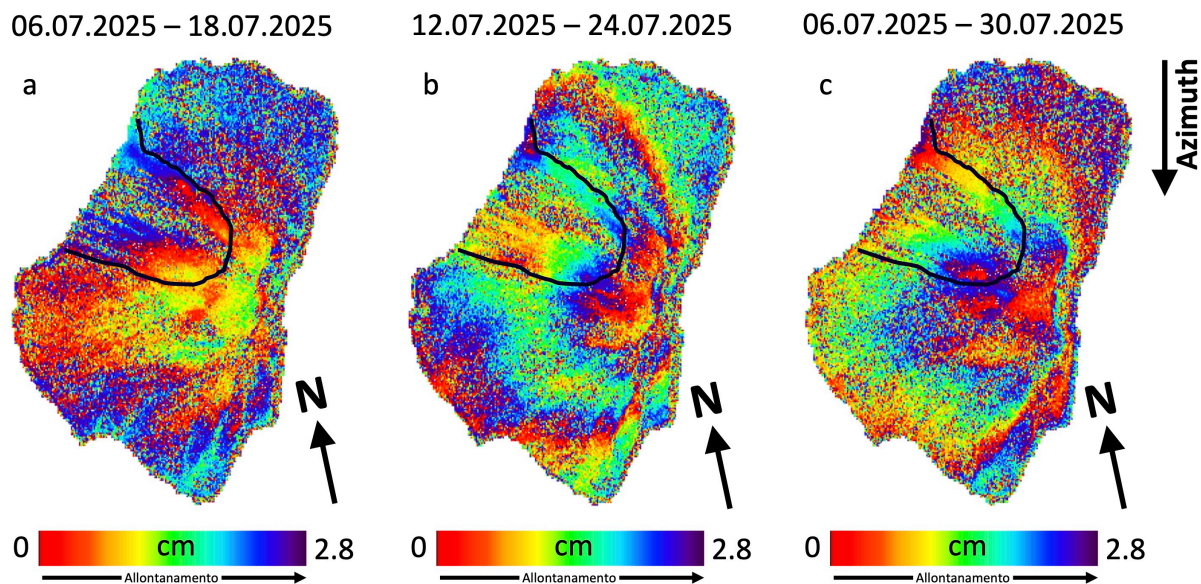 06.07.2025 – 18.07.2025
12.07.2025 – 24.07.2025
06.07.2025 – 30.07.2025
a
b
c
Azimuth
N
N
N
0 cm 2.8
0 cm 2.8
0 cm 2.8
Allontanamento
Allontanamento
Allontanamento